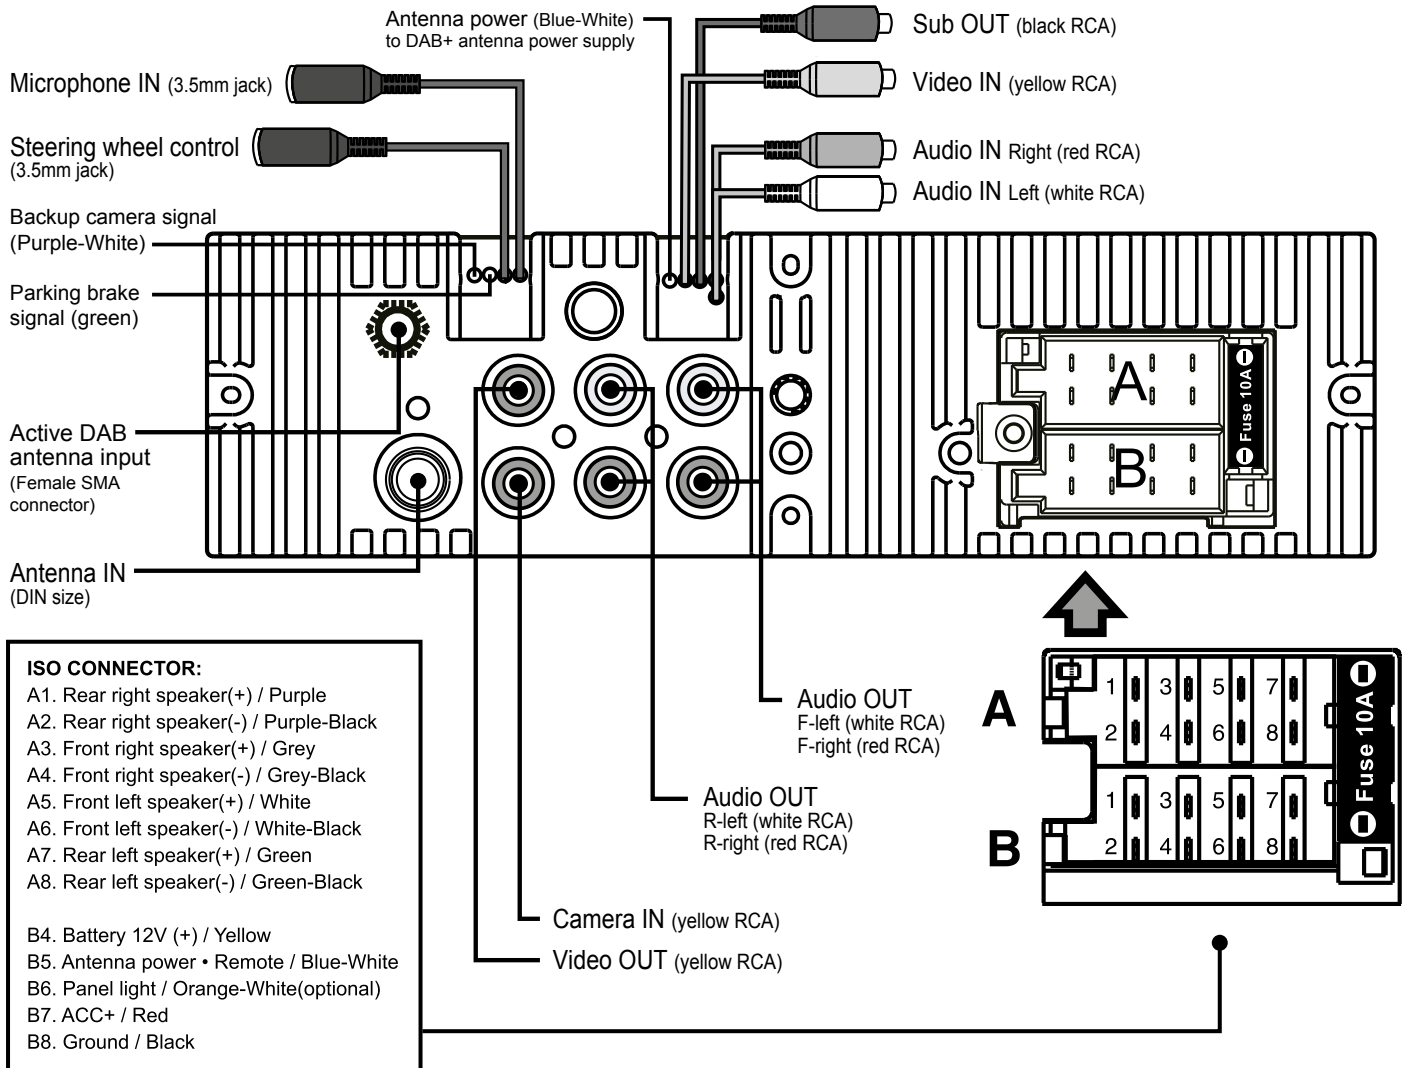 Antenna power (Blue-White)
to DAB+ antenna power supply
Sub OUT (black RCA)
Microphone IN (3.5mm jack)
Video IN (yellow RCA)
Steering wheel control
(3.5mm jack)
Audio IN Right (red RCA)
Audio IN Left (white RCA)
Backup camera signal
(Purple-White)
Parking brake
signal (green)
A
B
Fuse 10A
Active DAB
antenna input
(Female SMA
connector)
Antenna IN
(DIN size)
ISO CONNECTOR:
A1. Rear right speaker(+) / Purple
A2. Rear right speaker(-) / Purple-Black
A3. Front right speaker(+) / Grey
A4. Front right speaker(-) / Grey-Black
A5. Front left speaker(+) / White
A6. Front left speaker(-) / White-Black
A7. Rear left speaker(+) / Green
A8. Rear left speaker(-) / Green-Black
B4. Battery 12V (+) / Yellow
B5. Antenna power • Remote / Blue-White
B6. Panel light / Orange-White(optional)
B7. ACC+ / Red
B8. Ground / Black
Audio OUT
F-left (white RCA)
F-right (red RCA)
Audio OUT
R-left (white RCA)
R-right (red RCA)
Camera IN (yellow RCA)
Video OUT (yellow RCA)
A
1 3 5 7
2 4 6 8
B
1 3 5 7
2 4 6 8
Fuse 10A